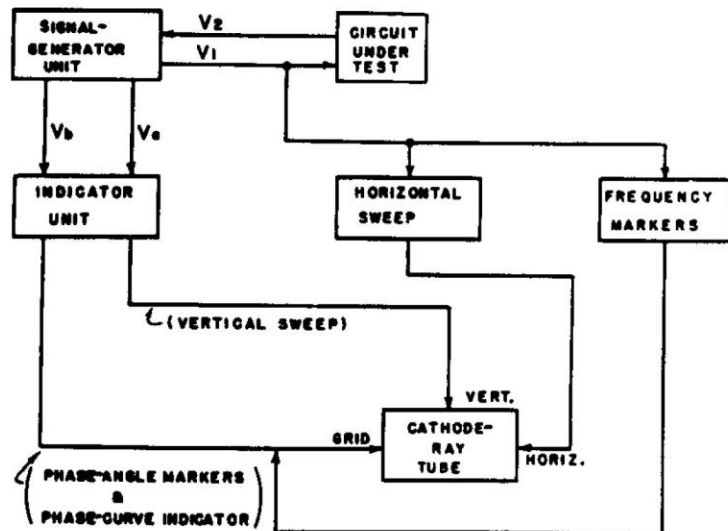 SIGNAL-
GENERATOR
UNIT
V2
V1
CIRCUIT
UNDER
TEST
Vb
Va
INDICATOR
UNIT
HORIZONTAL
SWEEP
FREQUENCY
MARKERS
(VERTICAL SWEEP)
VERT.
GRID
CATHODE-
RAY
TUBE
HORIZ.
(PHASE-ANGLE MARKERS
&
PHASE-CURVE INDICATOR)